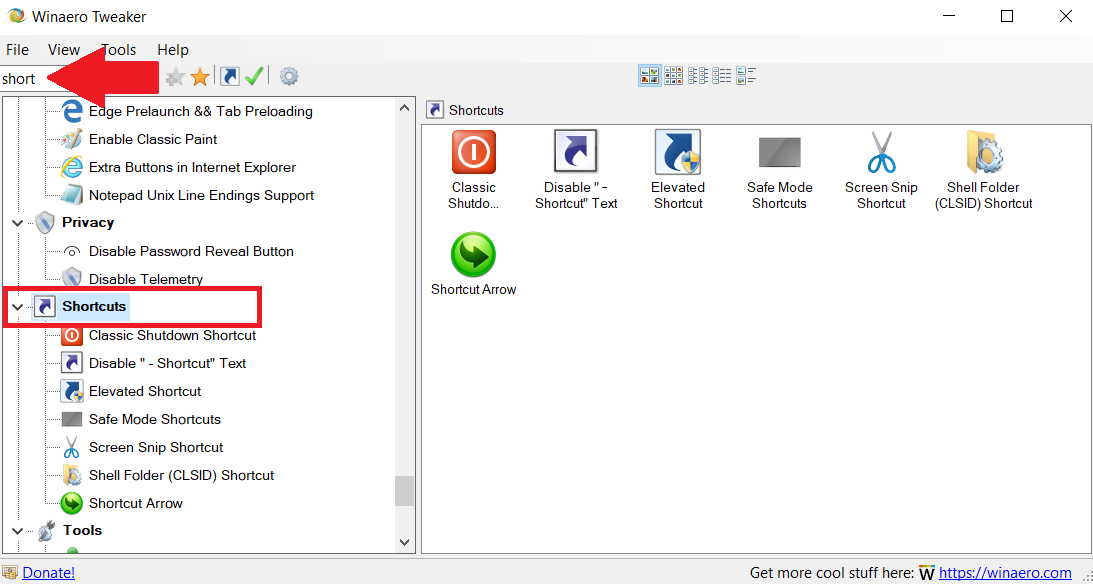 Winaero Tweaker
File View Tools Help
short
Edge Prelaunch && Tab Preloading
Enable Classic Paint
Extra Buttons in Internet Explorer
Notepad Unix Line Endings Support
Privacy
Disable Password Reveal Button
Disable Telemetry
Shortcuts
Classic Shutdown Shortcut
Disable " - Shortcut" Text
Elevated Shortcut
Safe Mode Shortcuts
Screen Snip Shortcut
Shell Folder (CLSID) Shortcut
Shortcut Arrow
Tools
Shortcuts
Classic
Shutdo...
Disable " -
Shortcut" Text
Elevated
Shortcut
Safe Mode
Shortcuts
Screen Snip
Shortcut
Shell Folder
(CLSID) Shortcut
Shortcut Arrow
Donate!
Get more cool stuff here: W https://winaero.com